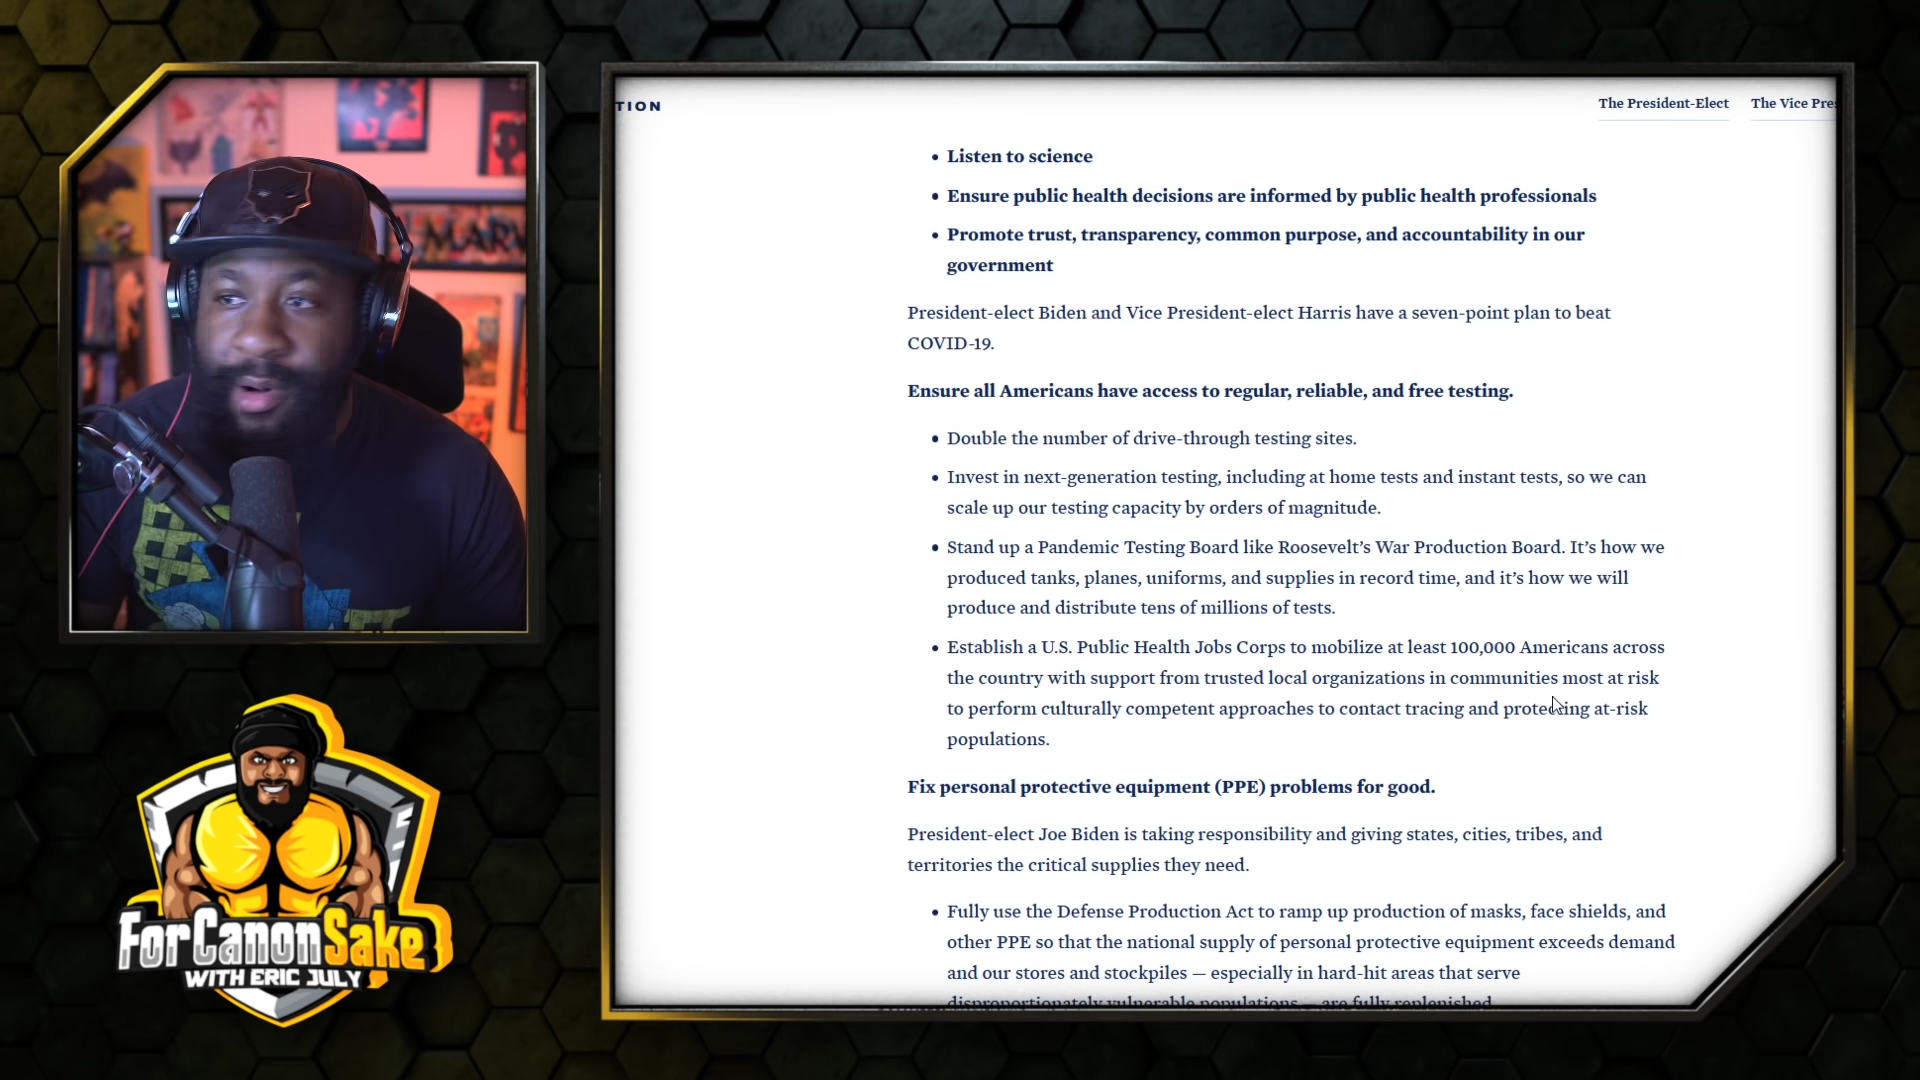 TION
The President-Elect
The Vice Pres
MARV
• Listen to science
• Ensure public health decisions are informed by public health professionals
• Promote trust, transparency, common purpose, and accountability in our
government
President-elect Biden and Vice President-elect Harris have a seven-point plan to beat
COVID-19.
Ensure all Americans have access to regular, reliable, and free testing.
• Double the number of drive-through testing sites.
• Invest in next-generation testing, including at home tests and instant tests, so we can
scale up our testing capacity by orders of magnitude.
• Stand up a Pandemic Testing Board like Roosevelt’s War Production Board. It’s how we
produced tanks, planes, uniforms, and supplies in record time, and it’s how we will
produce and distribute tens of millions of tests.
• Establish a U.S. Public Health Jobs Corps to mobilize at least 100,000 Americans across
the country with support from trusted local organizations in communities most at risk
to perform culturally competent approaches to contact tracing and protecting at-risk
populations.
Fix personal protective equipment (PPE) problems for good.
President-elect Joe Biden is taking responsibility and giving states, cities, tribes, and
territories the critical supplies they need.
• Fully use the Defense Production Act to ramp up production of masks, face shields, and
other PPE so that the national supply of personal protective equipment exceeds demand
and our stores and stockpiles — especially in hard-hit areas that serve
disproportionately vulnerable populations — are fully replenished.
ForCanonSake
WITH ERIC JULY